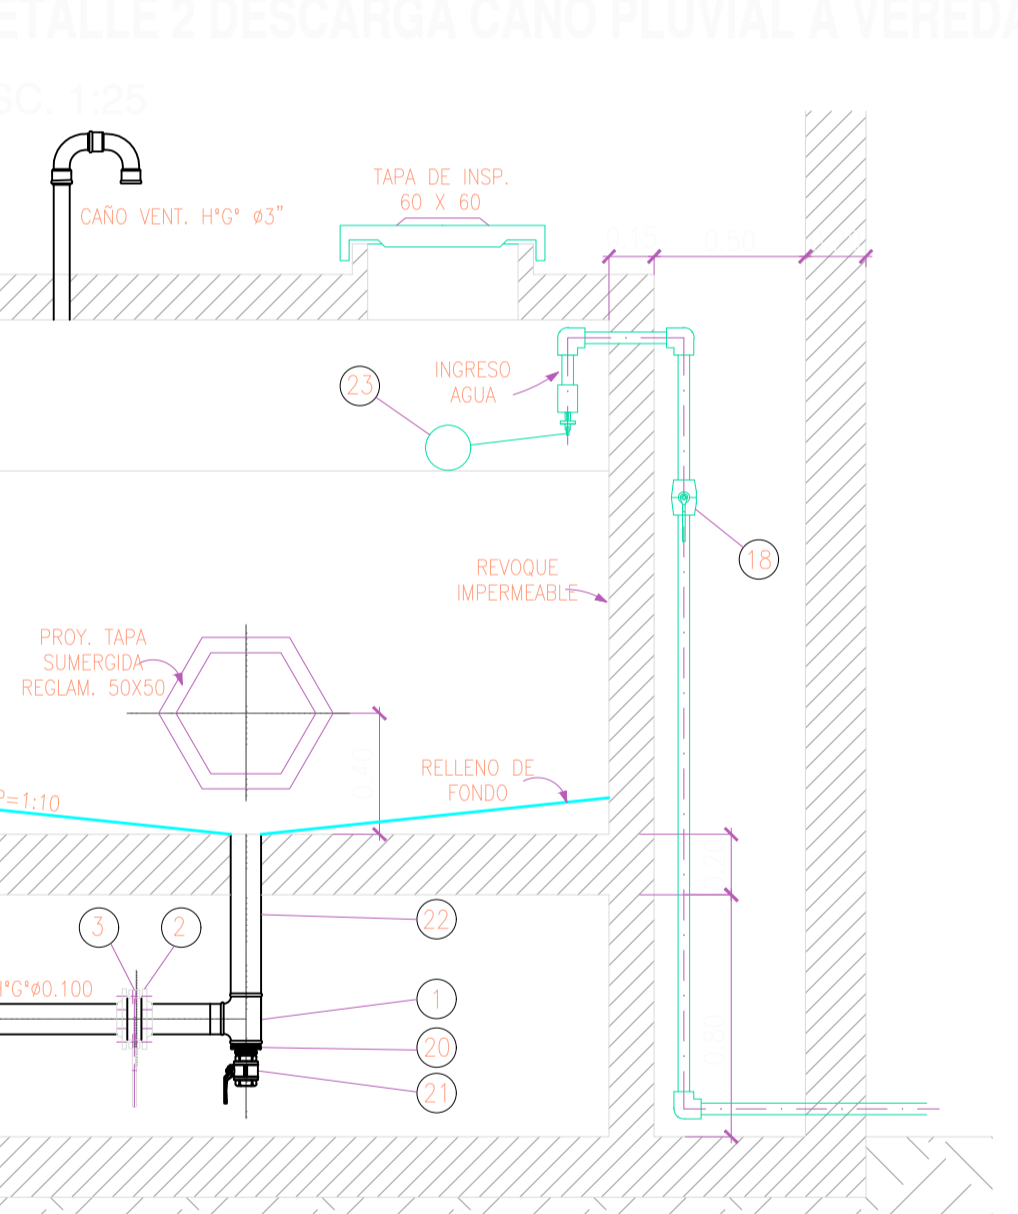 ETALLE 2 DESCARGA CAÑO PLUVIAL A VEREDA
SC. 1:25
TAPA DE INSP.
60 X 60
CAÑO VENT. H°G° ø3"
0.15
0.50
INGRESO
AGUA
23
18
REVOQUE
IMPERMEABLE
PROY. TAPA
SUMERGIDA
REGLAM. 50X50
0.40
RELLENO DE
FONDO
P=1:10
0.20
3
2
22
H°G°ø0.100
1
20
21
0.80